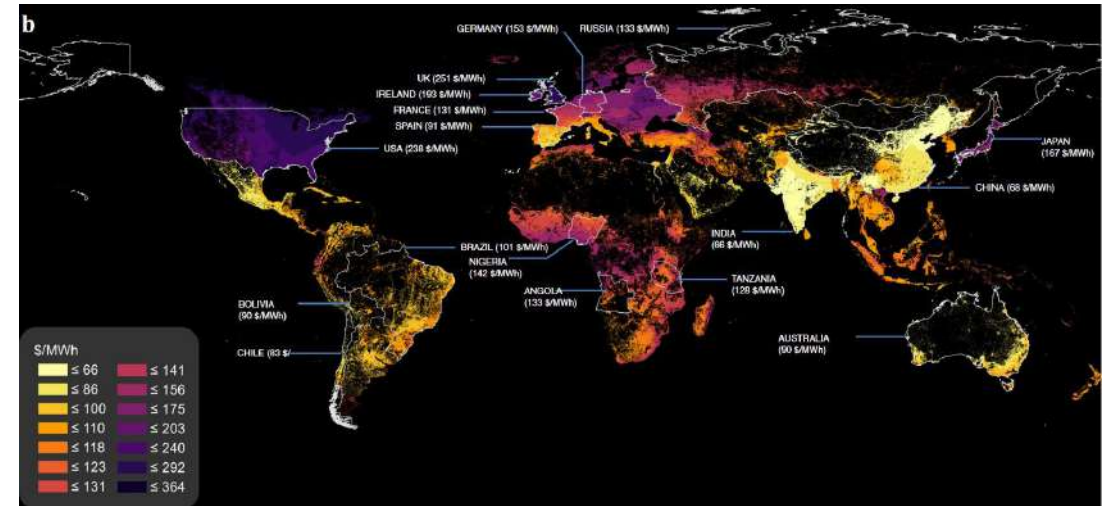 b
GERMANY (153 $/MWh)
RUSSIA (133 $/MWh)
UK (251 $/MWh)
IRELAND (193 $/MWh)
FRANCE (131 $/MWh)
SPAIN (91 $/MWh)
USA (238 $/MWh)
JAPAN
(167 $/MWh)
CHINA (68 $/MWh)
INDIA
(66 $/MWh)
BRAZIL (101 $/MWh)
NIGERIA
(142 $/MWh)
TANZANIA
(128 $/MWh)
ANGOLA
(133 $/MWh)
BOLIVIA
(90 $/MWh)
AUSTRALIA
(90 $/MWh)
CHILE (83 $/
$/MWh
≤ 66 ≤ 141
≤ 86 ≤ 156
≤ 100 ≤ 175
≤ 110 ≤ 203
≤ 118 ≤ 240
≤ 123 ≤ 292
≤ 131 ≤ 364